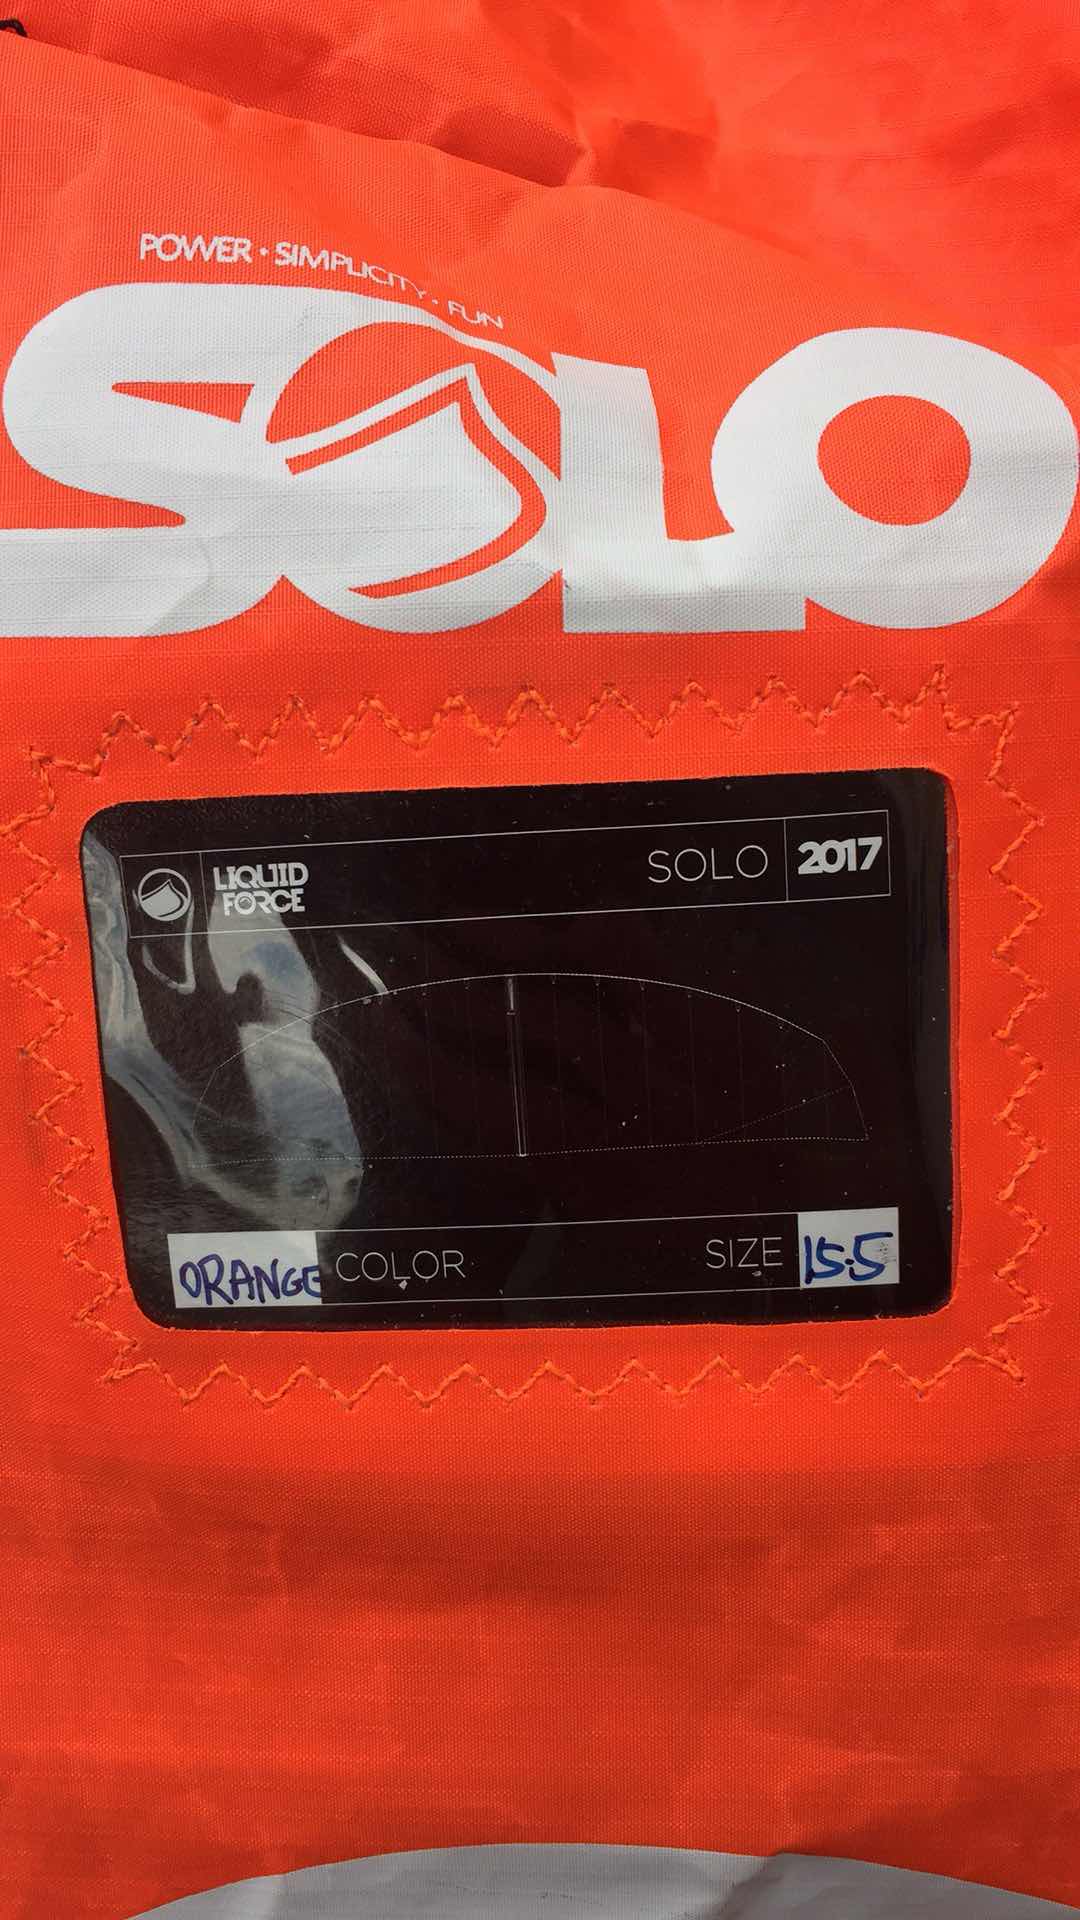 POWER • SIMPLICITY • FUN
SOLO
LIQUID
FORCE
SOLO
2017
ORANGE COLOR
SIZE 15.5